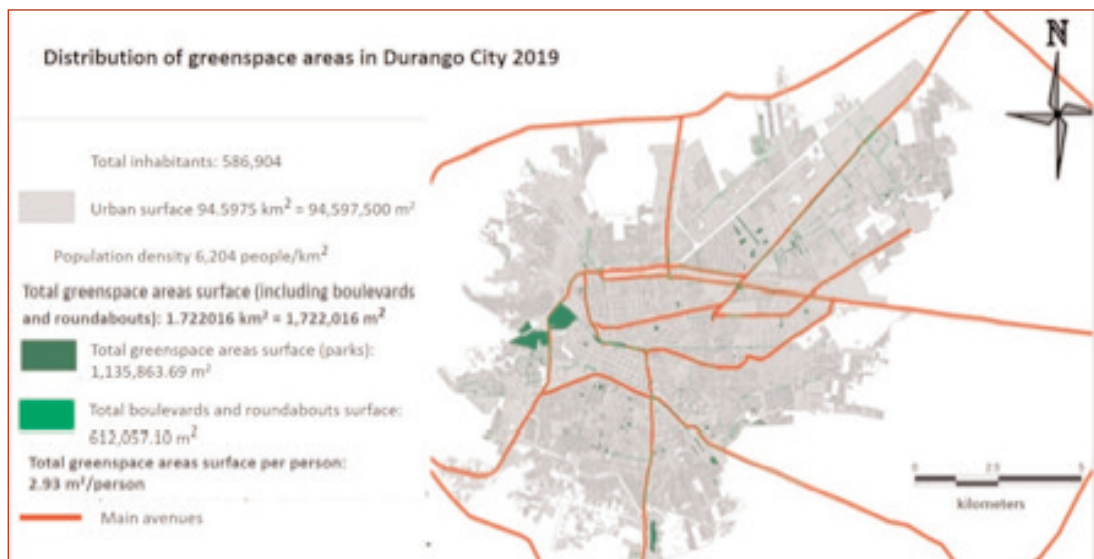 Distribution of greenspace areas in Durango City 2019
N
Total inhabitants: 586,904
Urban surface 94.5975 km² = 94,597,500 m²
Population density 6,204 people/km²
Total greenspace areas surface (including boulevards
and roundabouts): 1.722016 km² = 1,722,016 m²
Total greenspace areas surface (parks):
1,135,863.69 m²
Total boulevards and roundabouts surface:
612,057.10 m²
Total greenspace areas surface per person:
2.93 m²/person
Main avenues
0 2.5 5
kilometers